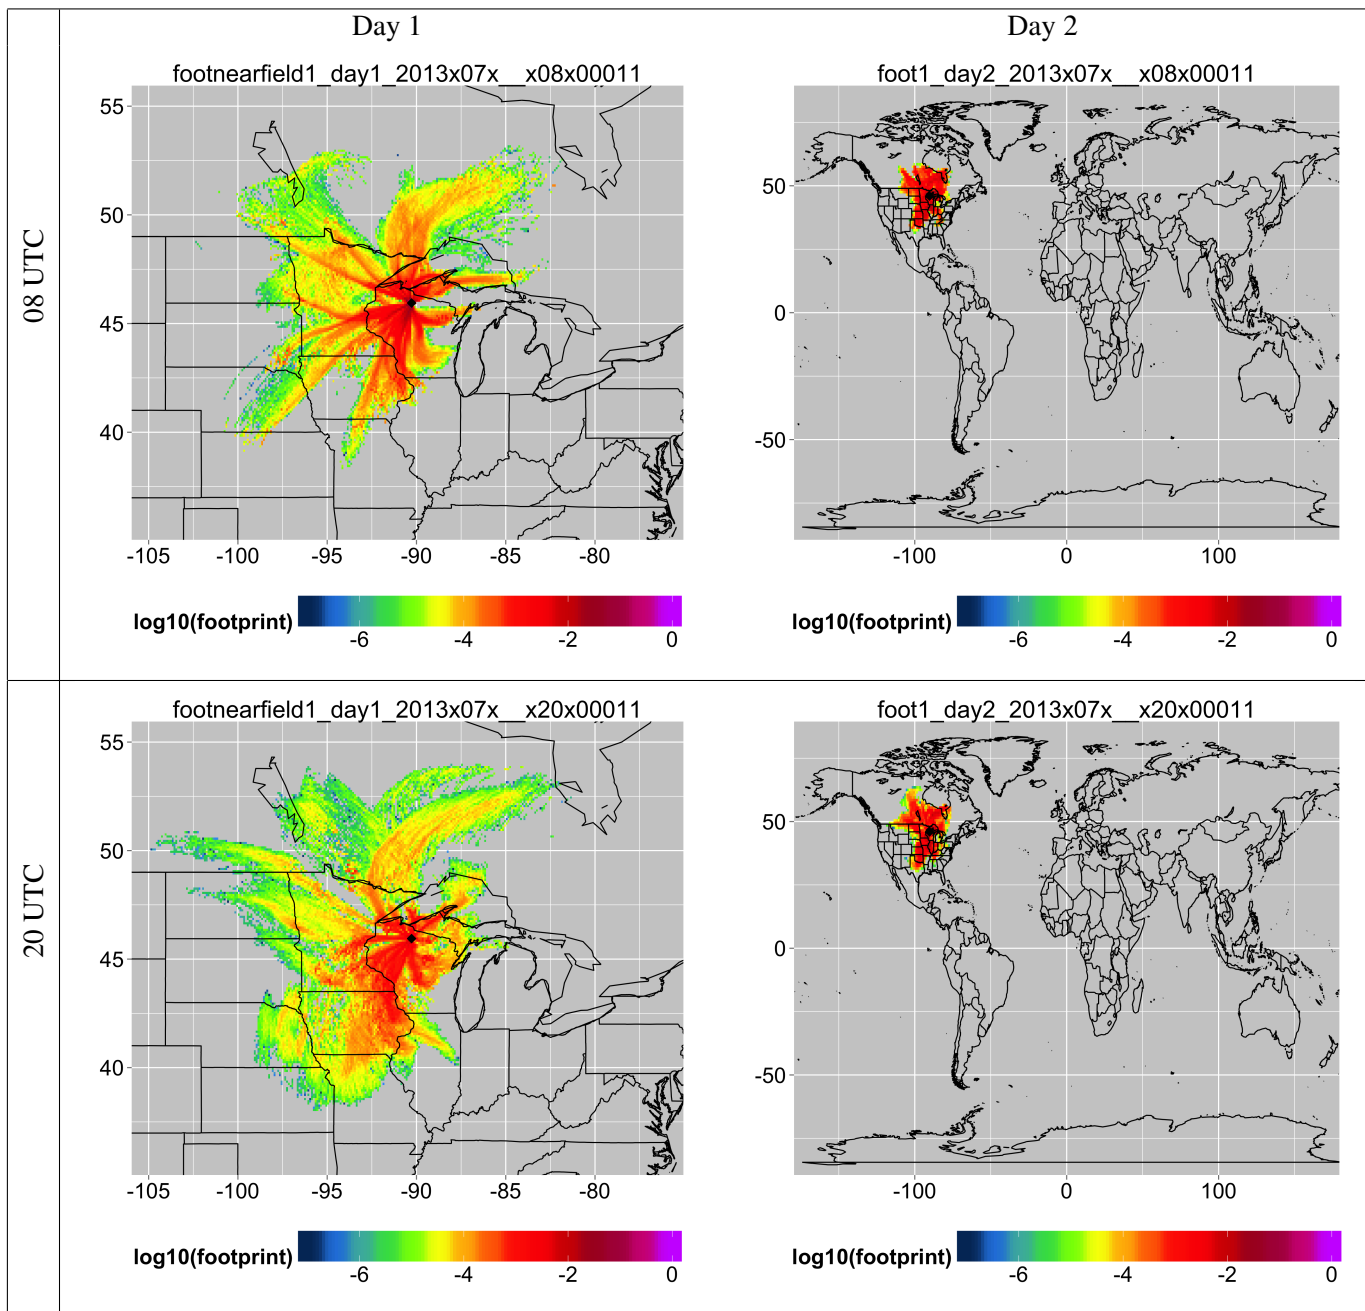 Day 1
Day 2
08 UTC
footnearfield1_day1_2013x07x__x08x00011
55
50
45
40
-105 -100 -95 -90 -85 -80
log10(footprint)
-6 -4 -2 0
foot1_day2_2013x07x__x08x00011
50
0
-50
-100 0 100
log10(footprint)
-6 -4 -2 0
20 UTC
footnearfield1_day1_2013x07x__x20x00011
55
50
45
40
-105 -100 -95 -90 -85 -80
log10(footprint)
-6 -4 -2 0
foot1_day2_2013x07x__x20x00011
50
0
-50
-100 0 100
log10(footprint)
-6 -4 -2 0